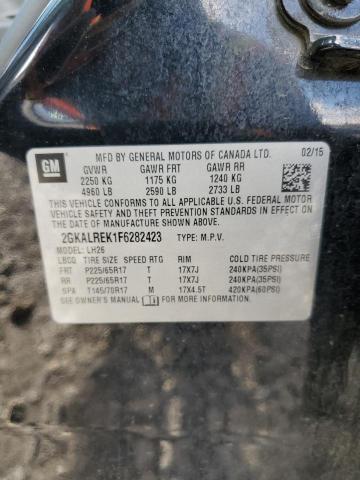 GM
MFD BY GENERAL MOTORS OF CANADA LTD. 02/15
GVWR GAWR FRT GAWR RR
2250 KG 1175 KG 1240 KG
4960 LB 2590 LB 2733 LB
THIS VEHICLE CONFORMS TO ALL APPLICABLE U.S. FEDERAL MOTOR
VEHICLE SAFETY AND THEFT PREVENTION STANDARDS IN EFFECT ON
THE DATE OF MANUFACTURE SHOWN ABOVE.
2GKALREK1F6282423 TYPE: M.P.V.
MODEL: LH26
TIRE SIZE SPEED RTG RIM COLD TIRE PRESSURE
FRT P225/65R17 T 17X7J 240KPA(35PSI)
RR P225/65R17 T 17X7J 240KPA(35PSI)
SPA T145/70R17 M 17X4.5T 420KPA(60PSI)
SEE OWNER'S MANUAL FOR MORE INFORMATION.